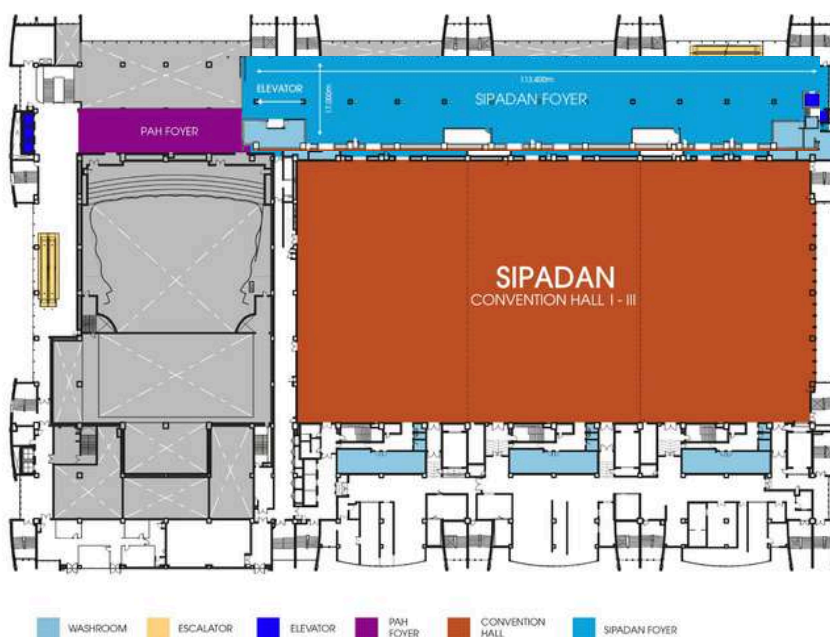 113.400m
ELEVATOR
17.000m
SIPADAN FOYER
PAH FOYER
SIPADAN
CONVENTION HALL I - III
WASHROOM
ESCALATOR
ELEVATOR
PAH
FOYER
CONVENTION
HALL
SIPADAN FOYER